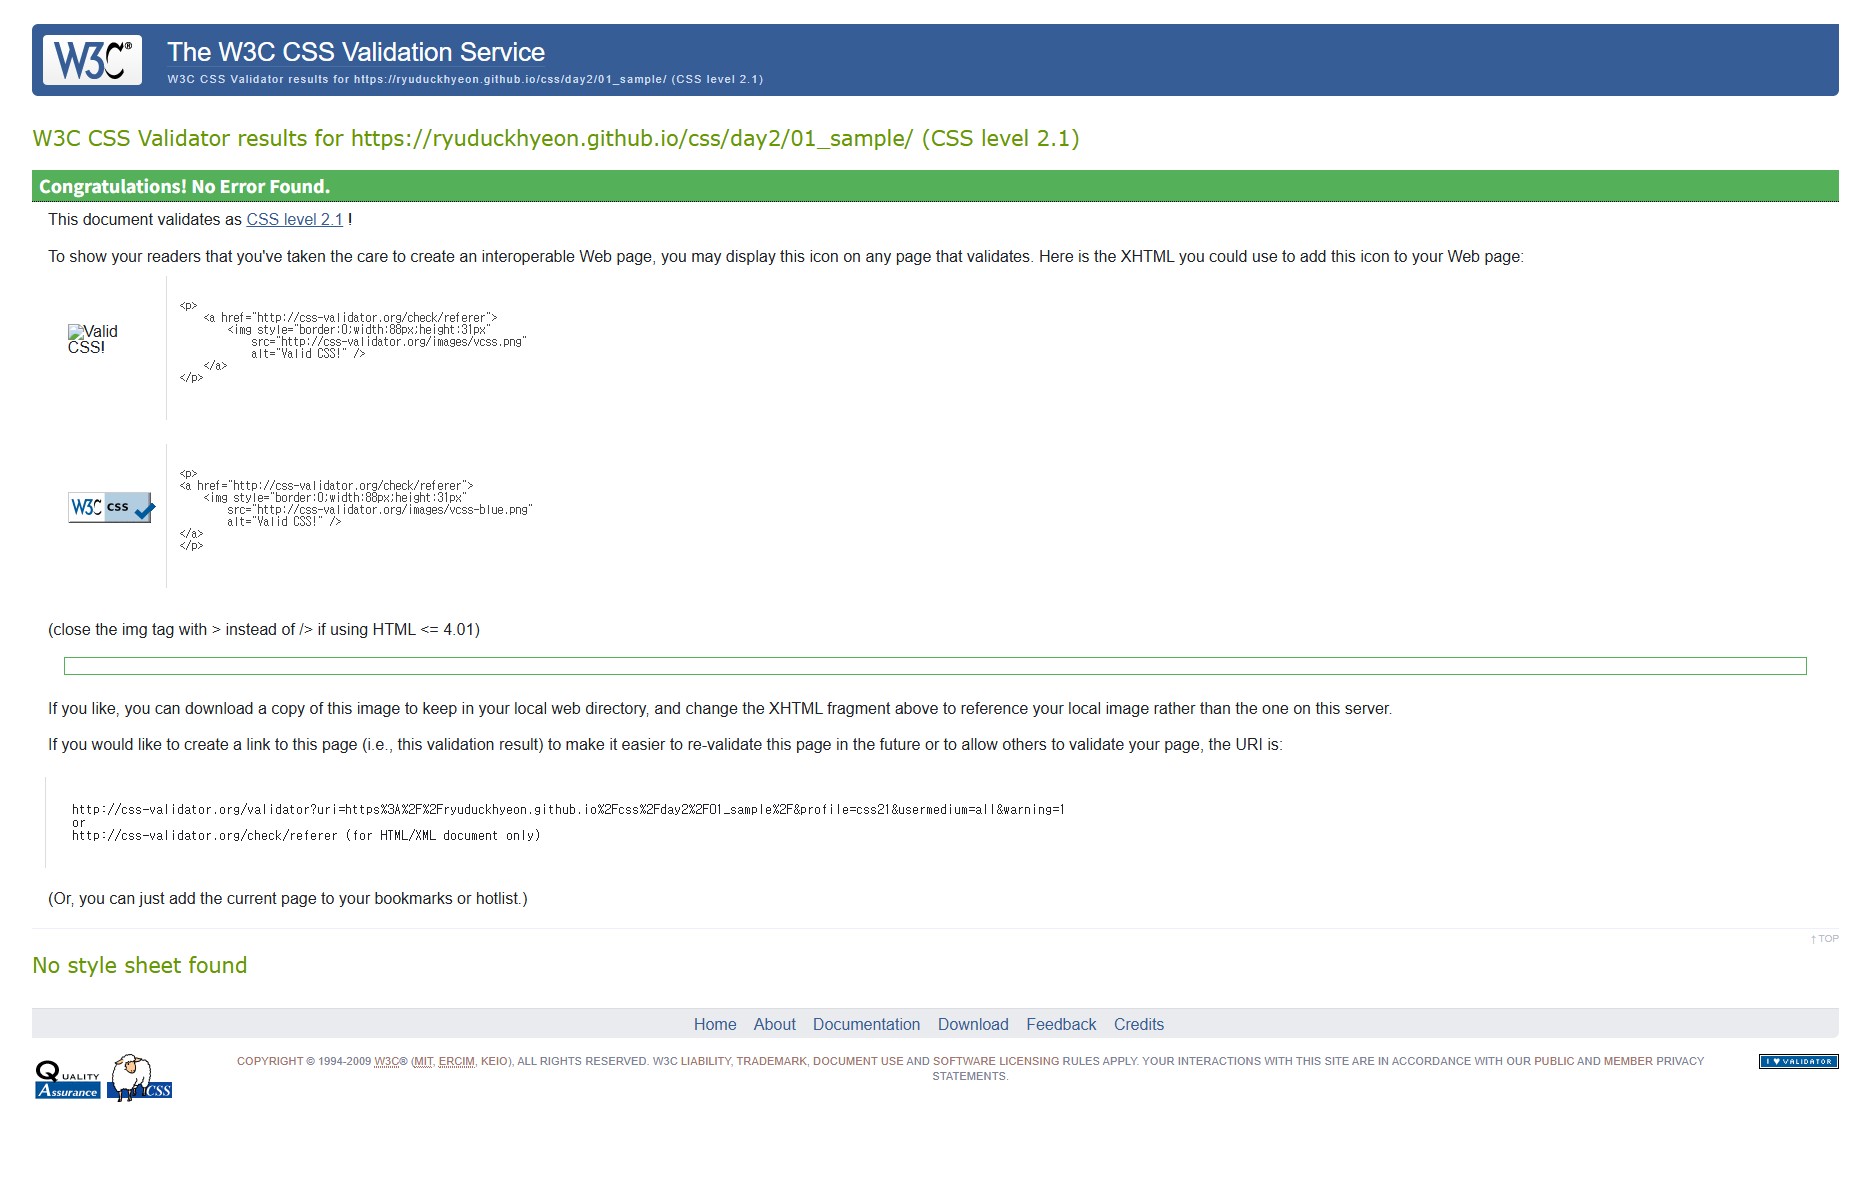 W3C®
The W3C CSS Validation Service
W3C CSS Validator results for https://ryuduckhyeon.github.io/css/day2/01_sample/ (CSS level 2.1)
W3C CSS Validator results for https://ryuduckhyeon.github.io/css/day2/01_sample/ (CSS level 2.1)
Congratulations! No Error Found.
This document validates as CSS level 2.1 !
To show your readers that you've taken the care to create an interoperable Web page, you may display this icon on any page that validates. Here is the XHTML you could use to add this icon to your Web page:
Valid
CSS!
<p>
<a href="http://css-validator.org/check/referer">
<img style="border:0;width:88px;height:31px"
src="http://css-validator.org/images/vcss.png"
alt="Valid CSS!" />
</a>
</p>
W3C css
<p>
<a href="http://css-validator.org/check/referer">
<img style="border:0;width:88px;height:31px"
src="http://css-validator.org/images/vcss-blue.png"
alt="Valid CSS!" />
</a>
</p>
(close the img tag with > instead of /> if using HTML <= 4.01)
If you like, you can download a copy of this image to keep in your local web directory, and change the XHTML fragment above to reference your local image rather than the one on this server.
If you would like to create a link to this page (i.e., this validation result) to make it easier to re-validate this page in the future or to allow others to validate your page, the URI is:
http://css-validator.org/validator?uri=https%3A%2F%2Fryuduckhyeon.github.io%2Fcss%2Fday2%2F01_sample%2F&profile=css21&usermedium=all&warning=1
or
http://css-validator.org/check/referer (for HTML/XML document only)
(Or, you can just add the current page to your bookmarks or hotlist.)
↑ TOP
No style sheet found
Home About Documentation Download Feedback Credits
QUALITY
Assurance
CSS
COPYRIGHT © 1994-2009 W3C® (MIT, ERCIM, KEIO), ALL RIGHTS RESERVED. W3C LIABILITY, TRADEMARK, DOCUMENT USE AND SOFTWARE LICENSING RULES APPLY. YOUR INTERACTIONS WITH THIS SITE ARE IN ACCORDANCE WITH OUR PUBLIC AND MEMBER PRIVACY
STATEMENTS.
I ♥ VALIDATOR